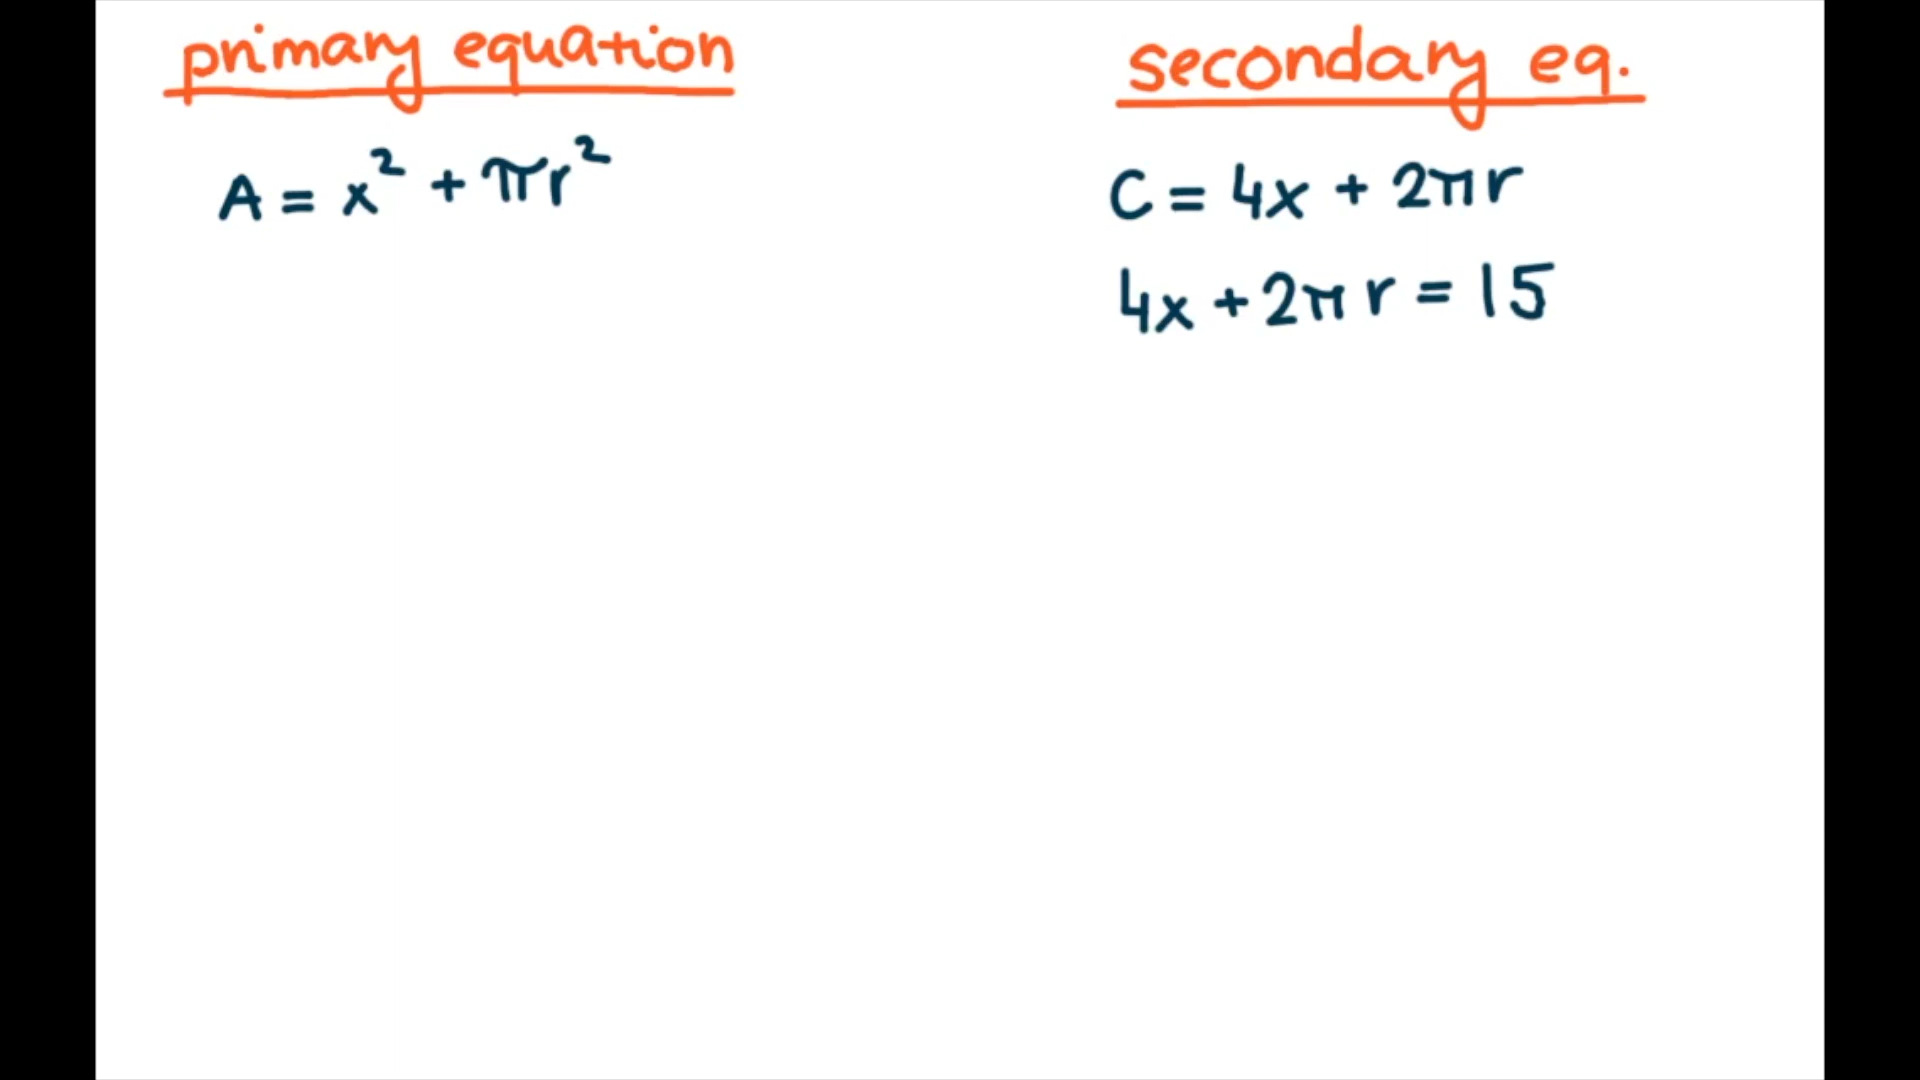 primary equation
A = x² + πr²
secondary eq.
C = 4x + 2πr
4x + 2πr = 15